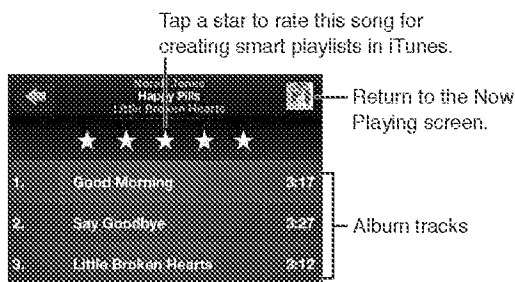 Tap a star to rate this song for
creating smart playlists in iTunes.
Norah Jones
Happy Pills
Little Broken Hearts
Return to the Now
Playing screen.
1. Good Morning 3:17
2. Say Goodbye 3:27
3. Little Broken Hearts 3:12
Album tracks